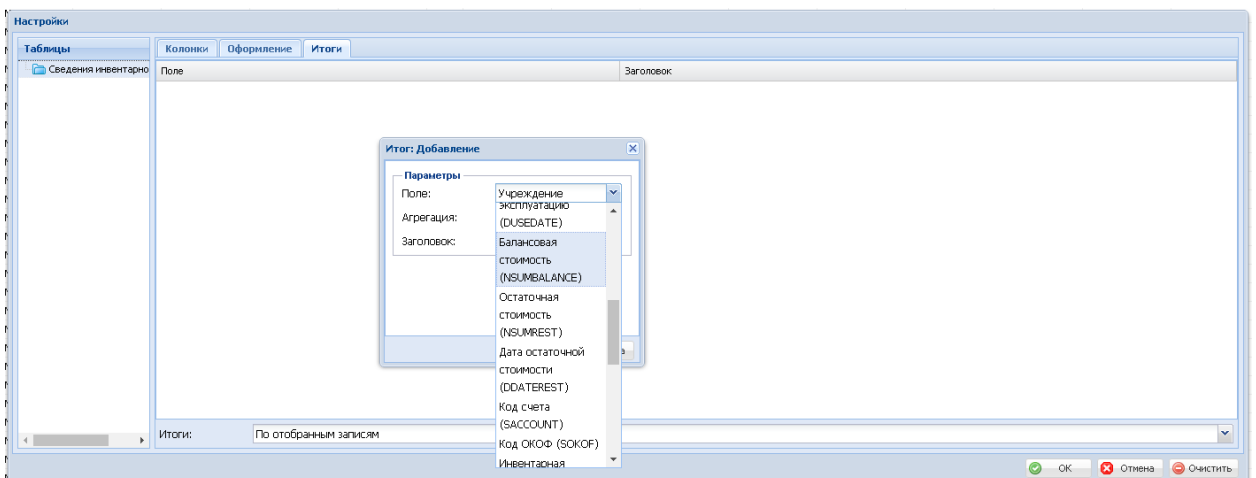 Настройки
Таблицы
Сведения инвентарно
Колонки Оформление Итоги
Поле Заголовок
Итог: Добавление
Параметры
Поле: Учреждение
Агрегация:
Заголовок:
эксплуатацию
(DUSEDATE)
Балансовая
стоимость
(NSUMBALANCE)
Остаточная
стоимость
(NSUMREST)
Дата остаточной
стоимости
(DDATEREST)
Код счета
(SACCOUNT)
Код ОКОФ (SOKOF)
Инвентарная
Итоги: По отобранным записям
ОК Отмена Очистить